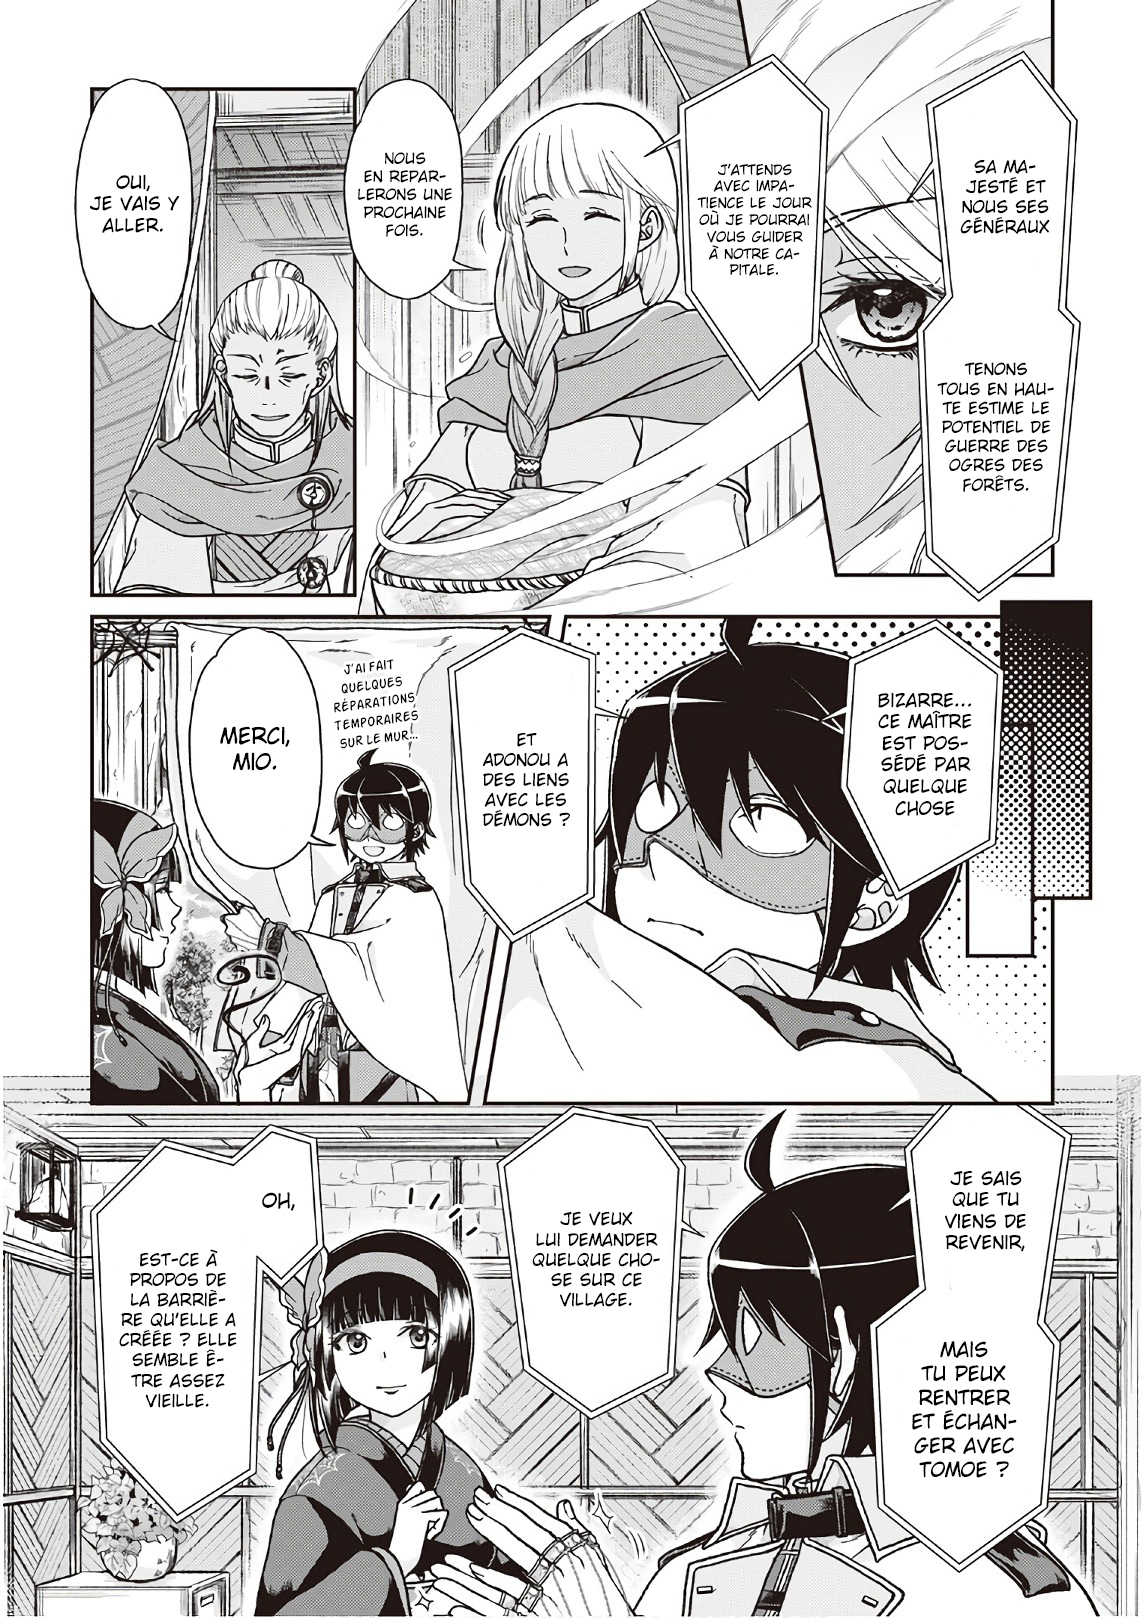 SA MA-
JESTÉ ET
NOUS SES
GÉNÉRAUX
TENONS
TOUS EN HAU-
TE ESTIME LE
POTENTIEL DE
GUERRE DES
OGRES DES
FORÊTS.
J'ATTENDS
AVEC IMPA-
TIENCE LE JOUR
OÙ JE POURRAI
VOUS GUIDER
À NOTRE CA-
PITALE.
NOUS
EN REPAR-
LERONS UNE
PROCHAINE
FOIS.
OUI,
JE VAIS Y
ALLER.
BIZARRE...
CE MAÎTRE
EST POS-
SÉDÉ PAR
QUELQUE
CHOSE
ET
ADONOU A
DES LIENS
AVEC LES
DÉMONS ?
J'AI FAIT
QUELQUES
RÉPARATIONS
TEMPORAIRES
SUR LE MUR...
MERCI,
MIO.
JE SAIS
QUE TU
VIENS DE
REVENIR,
MAIS
TU PEUX
RENTRER
ET ÉCHAN-
GER AVEC
TOMOE ?
JE VEUX
LUI DEMANDER
QUELQUE CHO-
SE SUR CE
VILLAGE.
OH,
EST-CE À
PROPOS DE
LA BARRIÈ-
RE QU'ELLE A
CRÉÉE ? ELLE
SEMBLE Ê-
TRE ASSEZ
VIEILLE.